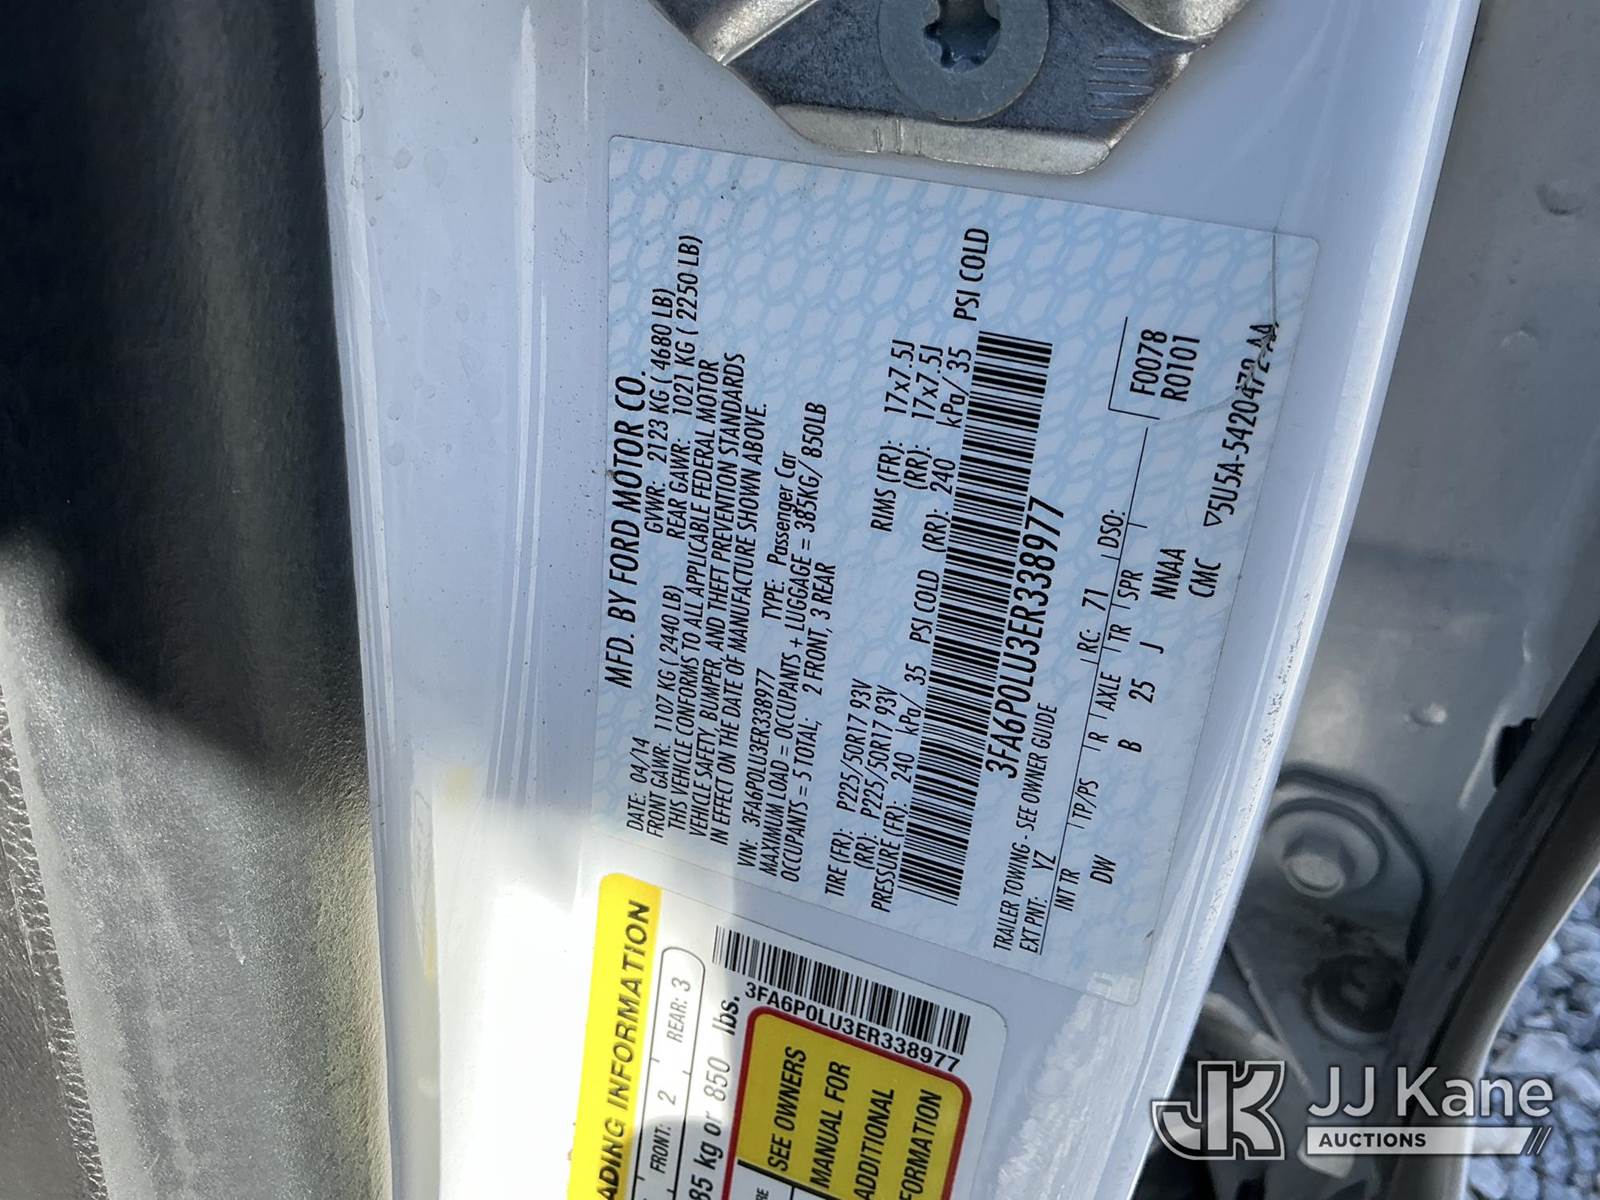 MFD. BY FORD MOTOR CO.
DATE: 04/14 GVWR: 2123 KG ( 4680 LB)
FRONT GAWR: 1107 KG ( 2440 LB) REAR GAWR: 1021 KG ( 2250 LB)
THIS VEHICLE CONFORMS TO ALL APPLICABLE FEDERAL MOTOR
VEHICLE SAFETY, BUMPER, AND THEFT PREVENTION STANDARDS
IN EFFECT ON THE DATE OF MANUFACTURE SHOWN ABOVE.
VIN: 3FA6P0LU3ER338977 TYPE: Passenger Car
MAXIMUM LOAD = OCCUPANTS + LUGGAGE = 385KG/ 850LB
OCCUPANTS = 5 TOTAL; 2 FRONT, 3 REAR
TIRE (FR): P225/50R17 93V RIMS (FR): 17x7.5J
(RR): P225/50R17 93V (RR): 17x7.5J
PRESSURE (FR): 240 kPa/ 35 PSI COLD (RR): 240 kPa/ 35 PSI COLD
3FA6P0LU3ER338977
TRAILER TOWING - SEE OWNER GUIDE
EXT PNT: YZ RC: 71 DSO:
INT TR TP/PS R AXLE TR SPR
DW B 25 J NNAA
CMC
F0078
R0101
5U5A-5420472-AA
ADING INFORMATION
FRONT: 2 REAR: 3
85 kg or 850 lbs.
3FA6P0LU3ER338977
SEE OWNERS
MANUAL FOR
ADDITIONAL
FORMATION
JK
JJ Kane
AUCTIONS